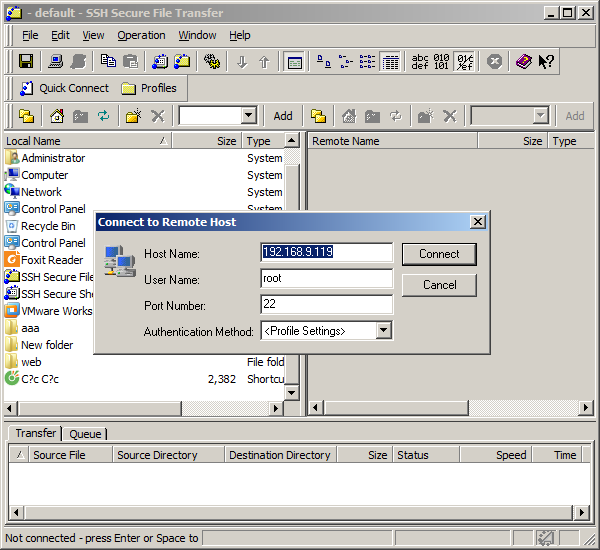 - default - SSH Secure File Transfer
File Edit View Operation Window Help
abc def 010 101
Quick Connect Profiles
Add Add
Local Name Size Type
Remote Name Size Type
Administrator System
Computer System
Network System
Control Panel
Recycle Bin
Control Panel
Foxit Reader
SSH Secure File
SSH Secure She
VMware Works
aaa
New folder
web File fold
C?c C?c 2,382 Shortcu
Connect to Remote Host
Host Name: 192.168.9.119 Connect
User Name: root Cancel
Port Number: 22
Authentication Method: <Profile Settings>
Transfer Queue
Source File Source Directory Destination Directory Size Status Speed Time
Not connected - press Enter or Space to